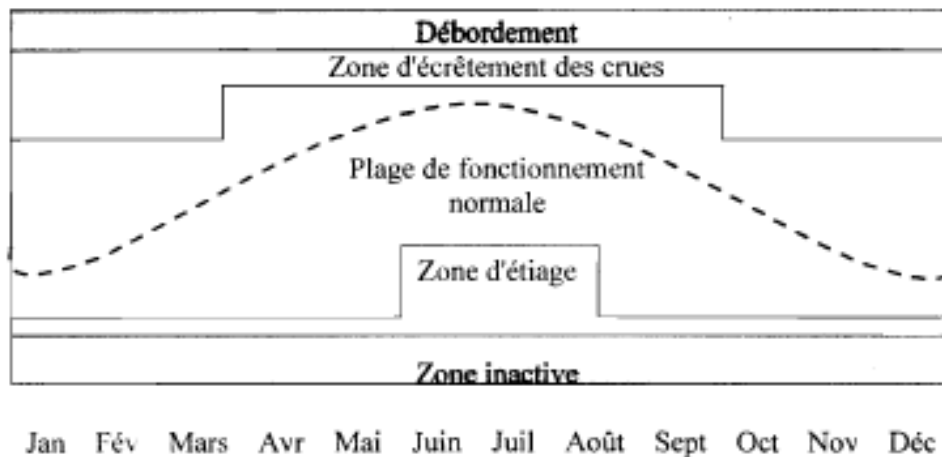 Débordement
Zone d'écrêtement des crues
Plage de fonctionnement
normale
Zone d'étiage
Zone inactive
Jan Fév Mars Avr Mai Juin Juil Août Sept Oct Nov Déc